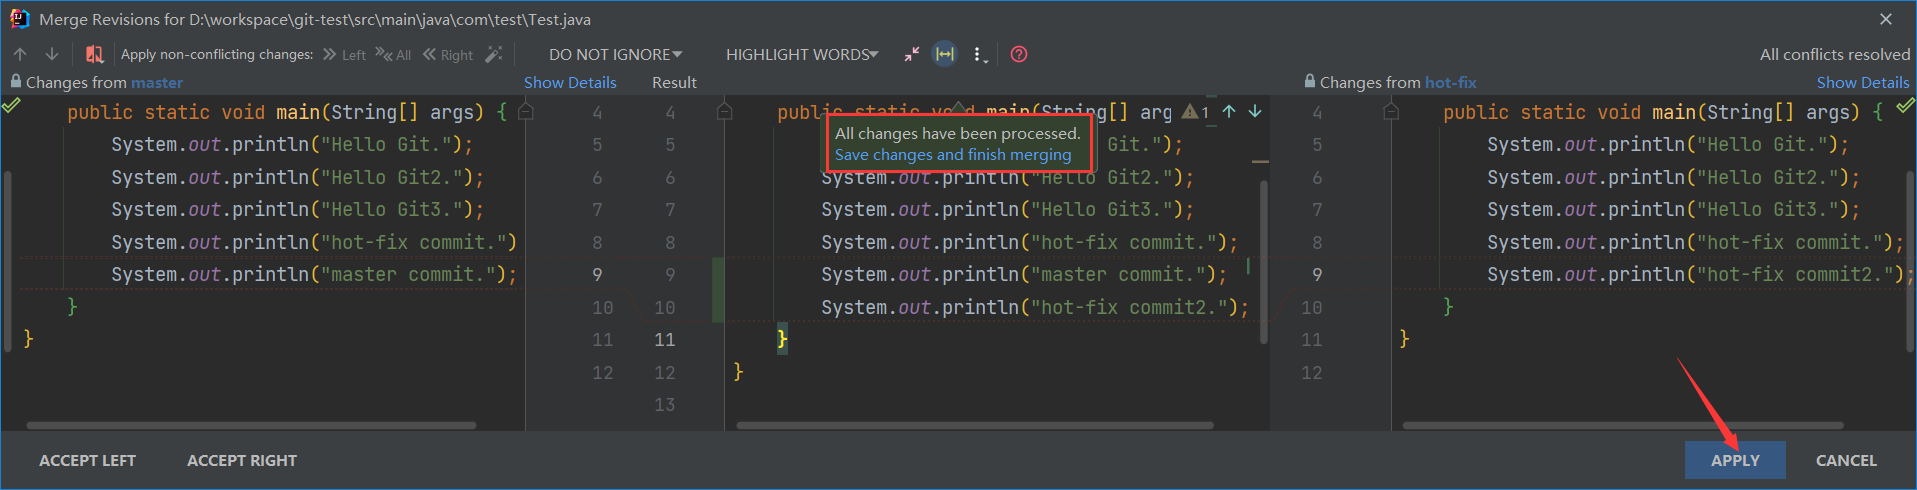 Merge Revisions for D:\workspace\git-test\src\main\java\com\test\Test.java
Apply non-conflicting changes: Left All Right DO NOT IGNORE HIGHLIGHT WORDS All conflicts resolved
Changes from master Show Details Result Changes from hot-fix Show Details
public static void main(String[] args) {
System.out.println("Hello Git.");
System.out.println("Hello Git2.");
System.out.println("Hello Git3.");
System.out.println("hot-fix commit.")
System.out.println("master commit.");
}
}
4
5
6
7
8
9
10
11
12
4
5
6
7
8
9
10
11
12
13
public static void main(String[] arg 1
All changes have been processed.
Save changes and finish merging
Git.");
System.out.println("Hello Git2.");
System.out.println("Hello Git3.");
System.out.println("hot-fix commit.");
System.out.println("master commit.");
System.out.println("hot-fix commit2.");
}
}
4
5
6
7
8
9
10
11
12
public static void main(String[] args) {
System.out.println("Hello Git.");
System.out.println("Hello Git2.");
System.out.println("Hello Git3.");
System.out.println("hot-fix commit.");
System.out.println("hot-fix commit2.");
}
}
ACCEPT LEFT ACCEPT RIGHT APPLY CANCEL